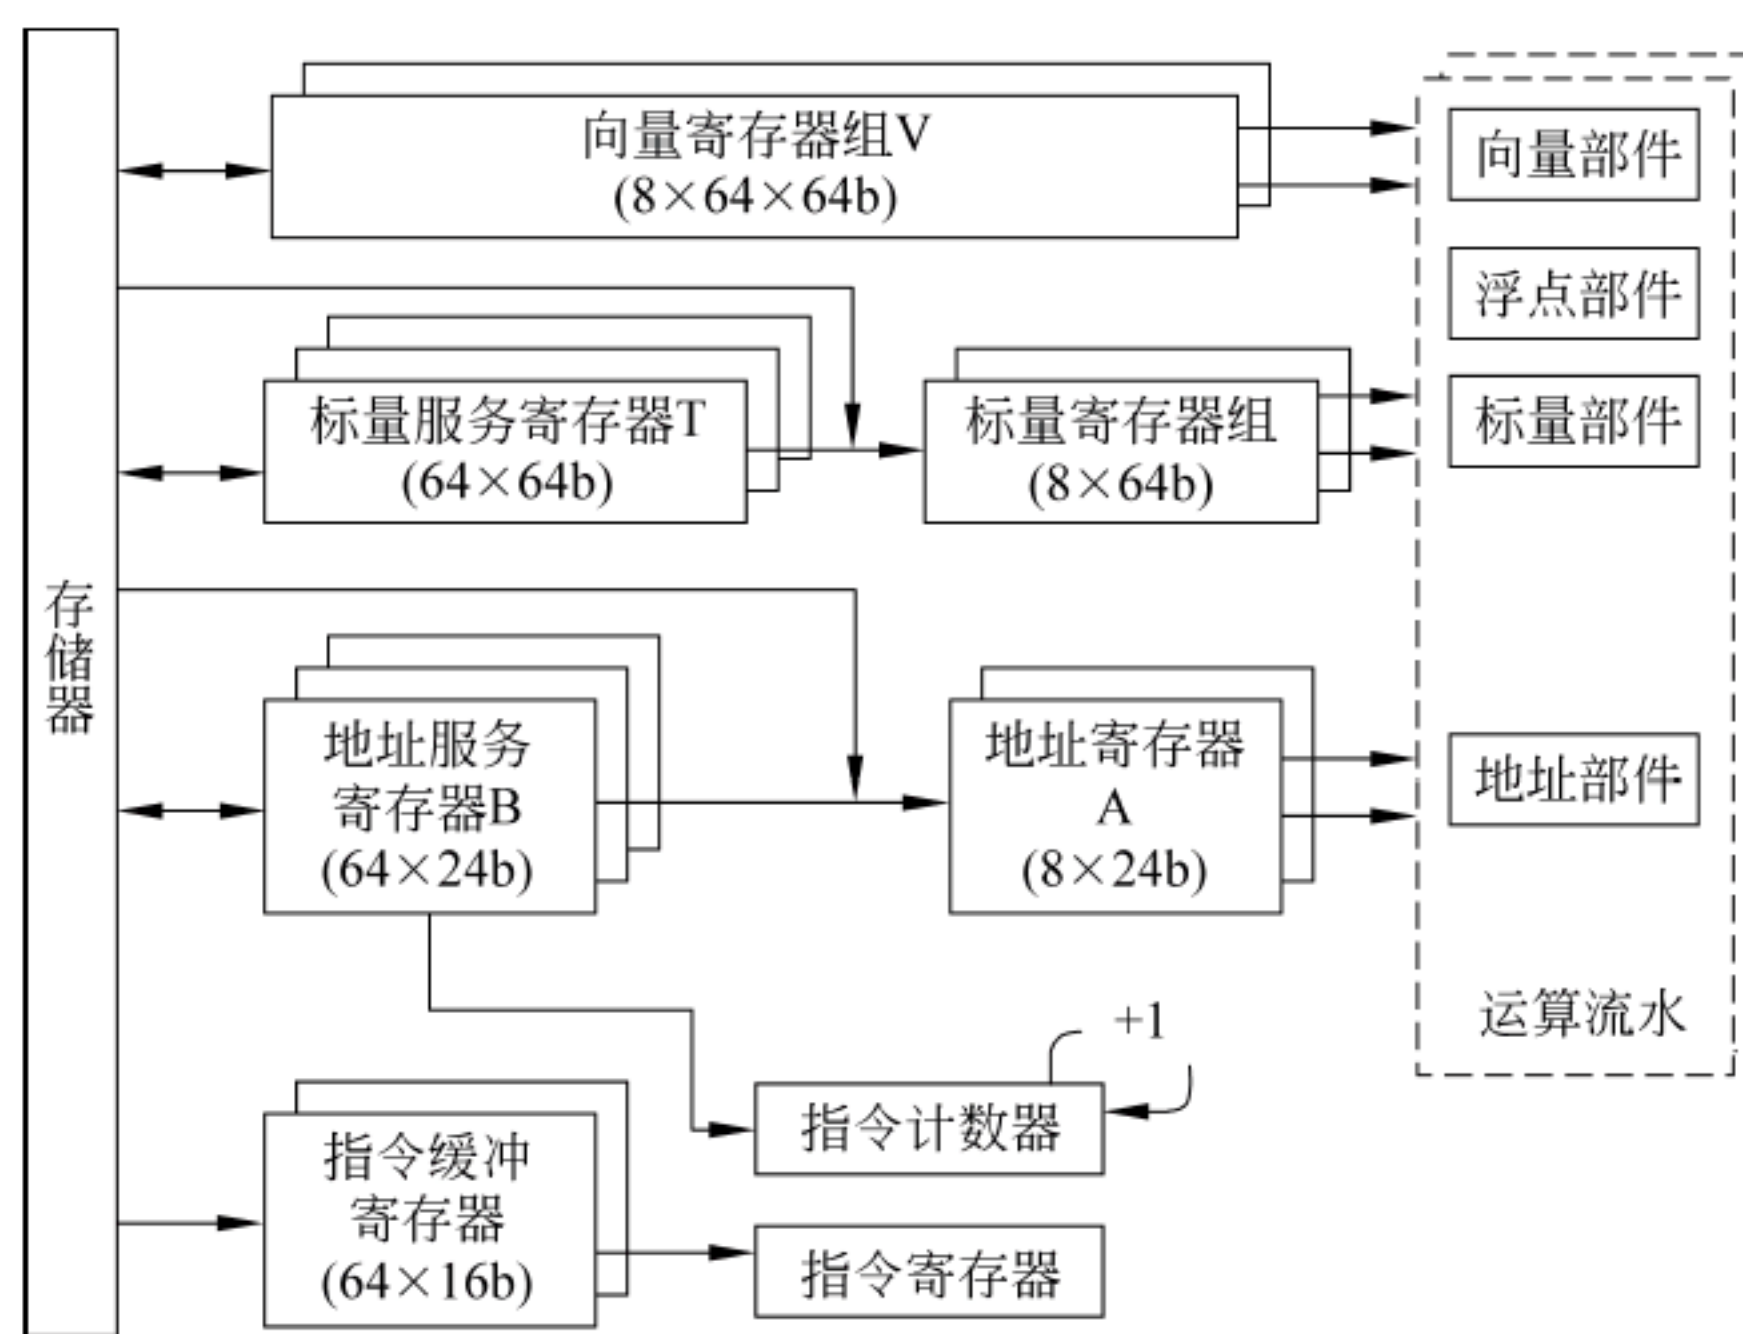 存储器
向量寄存器组V
(8×64×64b)
标量服务寄存器T
(64×64b)
标量寄存器组
(8×64b)
地址服务
寄存器B
(64×24b)
地址寄存器
A
(8×24b)
指令缓冲
寄存器
(64×16b)
+1
指令计数器
指令寄存器
向量部件
浮点部件
标量部件
地址部件
运算流水